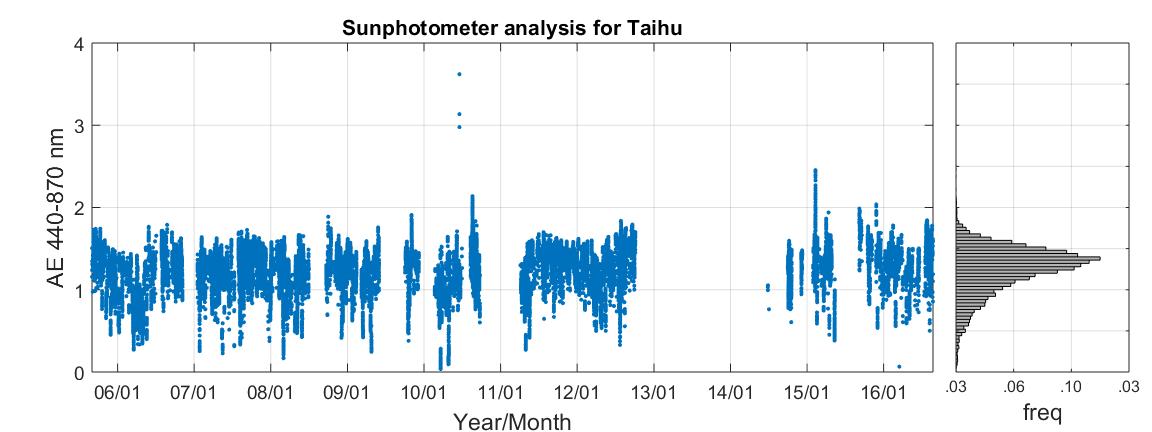 Sunphotometer analysis for Taihu
AE 440-870 nm
4
3
2
1
0
06/01 07/01 08/01 09/01 10/01 11/01 12/01 13/01 14/01 15/01 16/01
Year/Month
.03 .06 .10 .03
freq